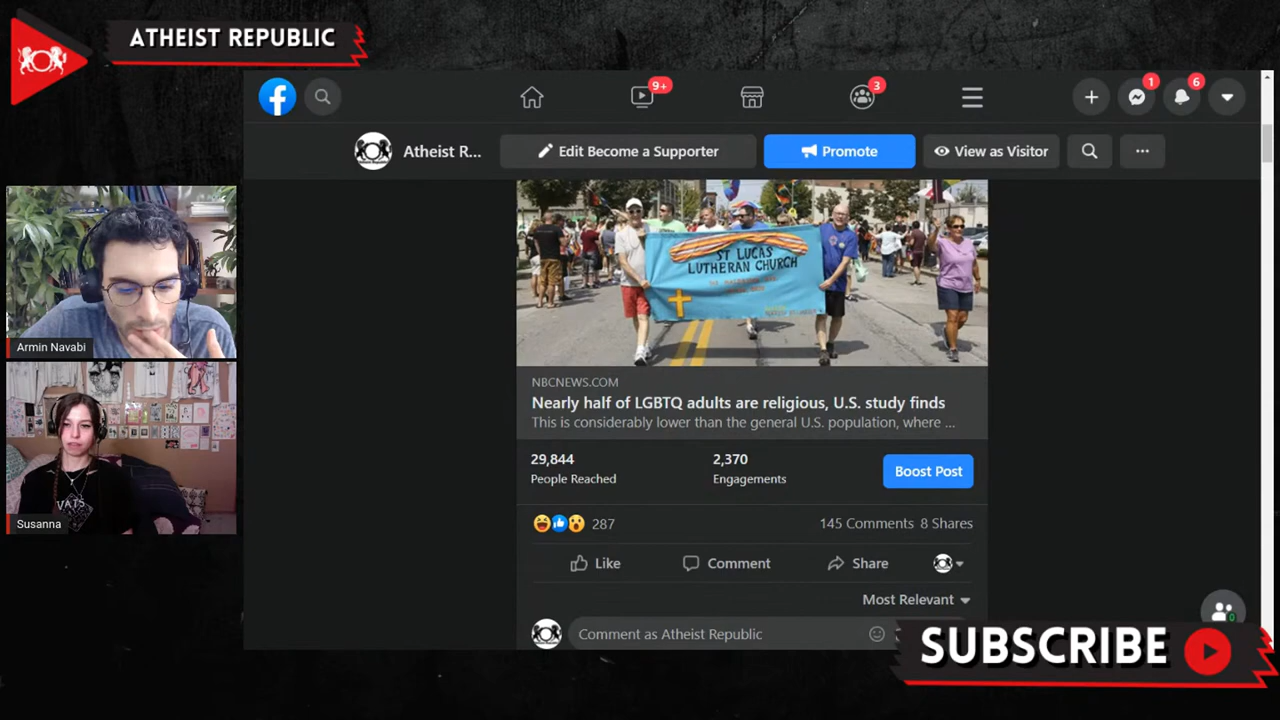 ATHEIST REPUBLIC
9+
3
1
6
Atheist R...
Edit Become a Supporter
Promote
View as Visitor
Armin Navabi
Susanna
VATS
ST LUCAS
LUTHERAN CHURCH
NBCNEWS.COM
Nearly half of LGBTQ adults are religious, U.S. study finds
This is considerably lower than the general U.S. population, where ...
29,844
People Reached
2,370
Engagements
Boost Post
287
145 Comments 8 Shares
Like
Comment
Share
Most Relevant
Comment as Atheist Republic
SUBSCRIBE